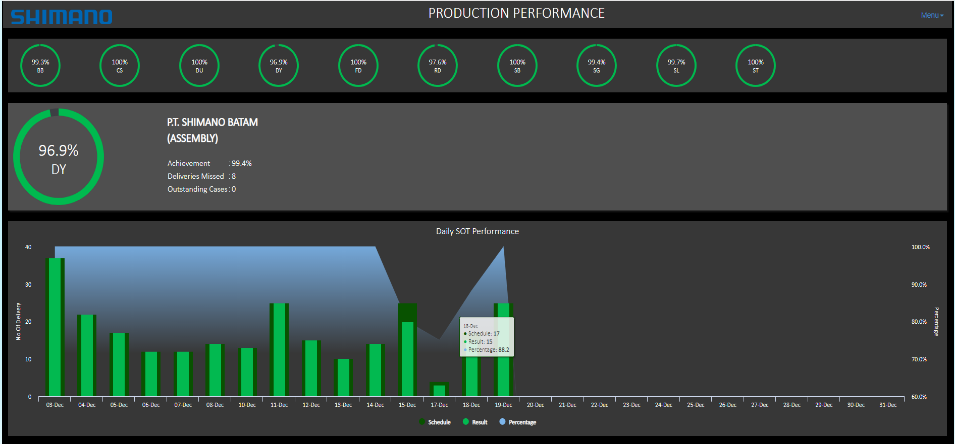 SHIMANO
PRODUCTION PERFORMANCE
Menu
99.3% 100% 100% 96.9% 100% 97.6% 100% 99.4% 99.7% 100%
BB CS DU DY FD RD SB SG SL ST
96.9%
DY
P.T. SHIMANO BATAM
(ASSEMBLY)
Achievement : 99.4%
Deliveries Missed : 8
Outstanding Cases : 0
Daily SOT Performance
40 100.0%
30 90.0%
20 80.0%
10 70.0%
0 60.0%
No Of Delivery
Percentage
18-Dec
Schedule: 17
Result: 15
Percentage: 88.2
03-Dec 04-Dec 05-Dec 06-Dec 07-Dec 08-Dec 10-Dec 11-Dec 12-Dec 13-Dec 14-Dec 15-Dec 17-Dec 18-Dec 19-Dec 20-Dec 21-Dec 22-Dec 23-Dec 24-Dec 25-Dec 26-Dec 27-Dec 28-Dec 29-Dec 30-Dec 31-Dec
Schedule Result Percentage